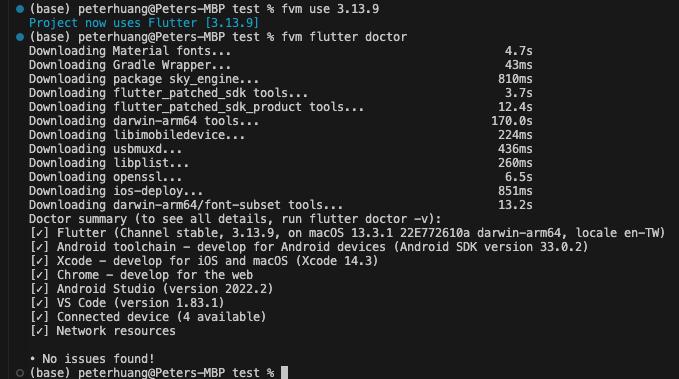 (base) peterhuang@Peters-MBP test % fvm use 3.13.9
Project now uses Flutter [3.13.9]
(base) peterhuang@Peters-MBP test % fvm flutter doctor
Downloading Material fonts... 4.7s
Downloading Gradle Wrapper... 43ms
Downloading package sky_engine... 810ms
Downloading flutter_patched_sdk tools... 3.7s
Downloading flutter_patched_sdk_product tools... 12.4s
Downloading darwin-arm64 tools... 170.0s
Downloading libimobiledevice... 224ms
Downloading usbmuxd... 436ms
Downloading libplist... 260ms
Downloading openssl... 6.5s
Downloading ios-deploy... 851ms
Downloading darwin-arm64/font-subset tools... 13.2s
Doctor summary (to see all details, run flutter doctor -v):
[✓] Flutter (Channel stable, 3.13.9, on macOS 13.3.1 22E772610a darwin-arm64, locale en-TW)
[✓] Android toolchain - develop for Android devices (Android SDK version 33.0.2)
[✓] Xcode - develop for iOS and macOS (Xcode 14.3)
[✓] Chrome - develop for the web
[✓] Android Studio (version 2022.2)
[✓] VS Code (version 1.83.1)
[✓] Connected device (4 available)
[✓] Network resources
• No issues found!
(base) peterhuang@Peters-MBP test %